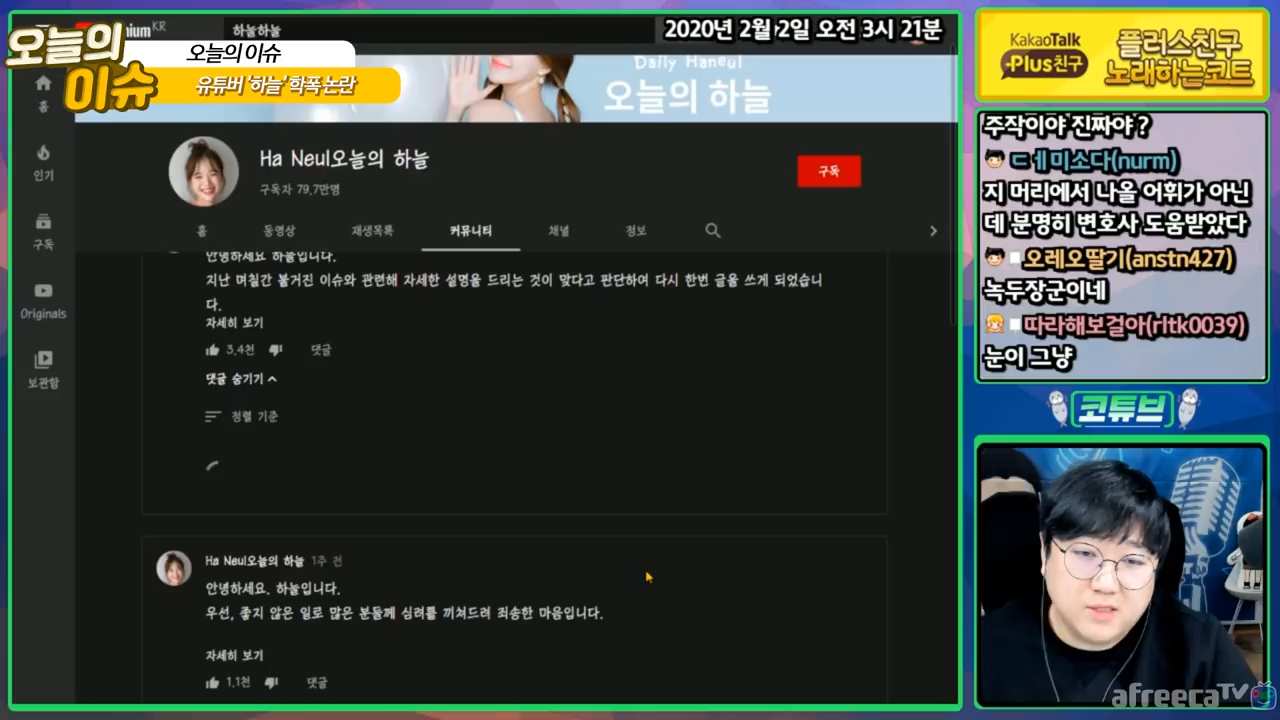 오늘의
이슈
오늘의 이슈
유튜버 '하늘' 학폭 논란
mium KR
하눌하눌
2020년 2월 2일 오전 3시 21분
홈
인기
구독
Originals
보관함
Daily Haneul
오늘의 하늘
Ha Neul오늘의 하늘
구독자 79.7만명
구독
홈
동영상
재생목록
커뮤니티
채널
정보
안녕하세요 하늘입니다.
지난 며칠간 불거진 이슈와 관련해 자세한 설명을 드리는 것이 맞다고 판단하여 다시 한번 글을 쓰게 되었습니
다.
자세히 보기
3.4천
댓글
댓글 숨기기
정렬 기준
Ha Neul오늘의 하늘 1주 전
안녕하세요. 하늘입니다.
우선, 좋지 않은 일로 많은 분들께 심려를 끼쳐드려 죄송한 마음입니다.
자세히 보기
1.1천
댓글
KakaoTalk
Plus친구
플러스친구
노래하는코트
주작이야 진짜야?
ㄷㅔ미소다(nurm)
지 머리에서 나올 어휘가 아닌
데 분명히 변호사 도움받았다
오레오딸기(anstn427)
녹두장군이네
따라해보걸아(rltk0039)
눈이 그냥
코튜브
afreecaTV